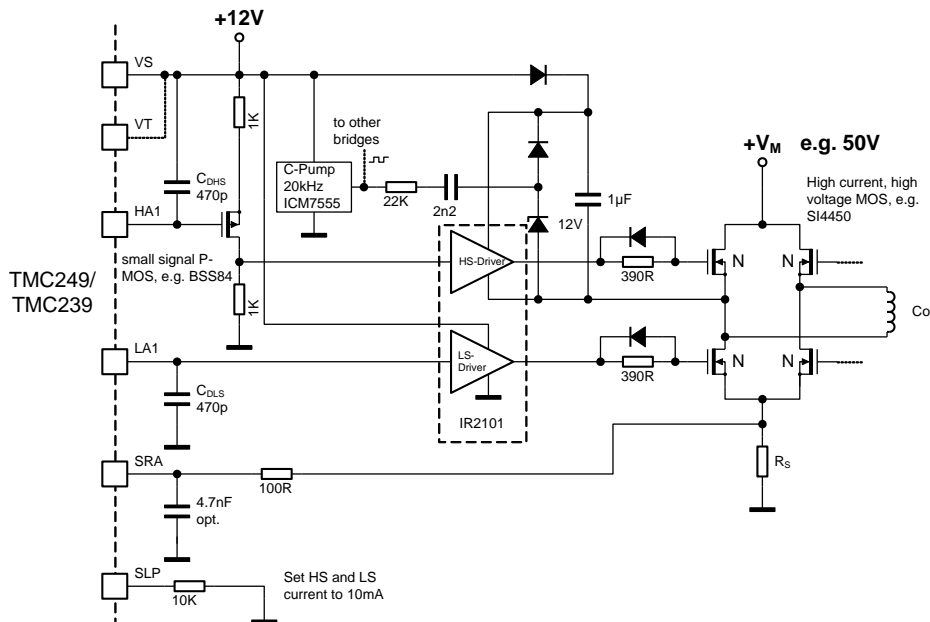 +12V
VS
VT
1K
to other
bridges
C-Pump
20kHz
ICM7555
22K
2n2
12V
1µF
+VM e.g. 50V
High current, high
voltage MOS, e.g.
SI4450
CDHS
470p
HA1
small signal P-
MOS, e.g. BSS84
1K
TMC249/
TMC239
HS-Driver
390R
N
N
Co
LA1
CDLS
470p
LS-
Driver
390R
N
N
IR2101
SRA
100R
RS
4.7nF
opt.
SLP
10K
Set HS and LS
current to 10mA